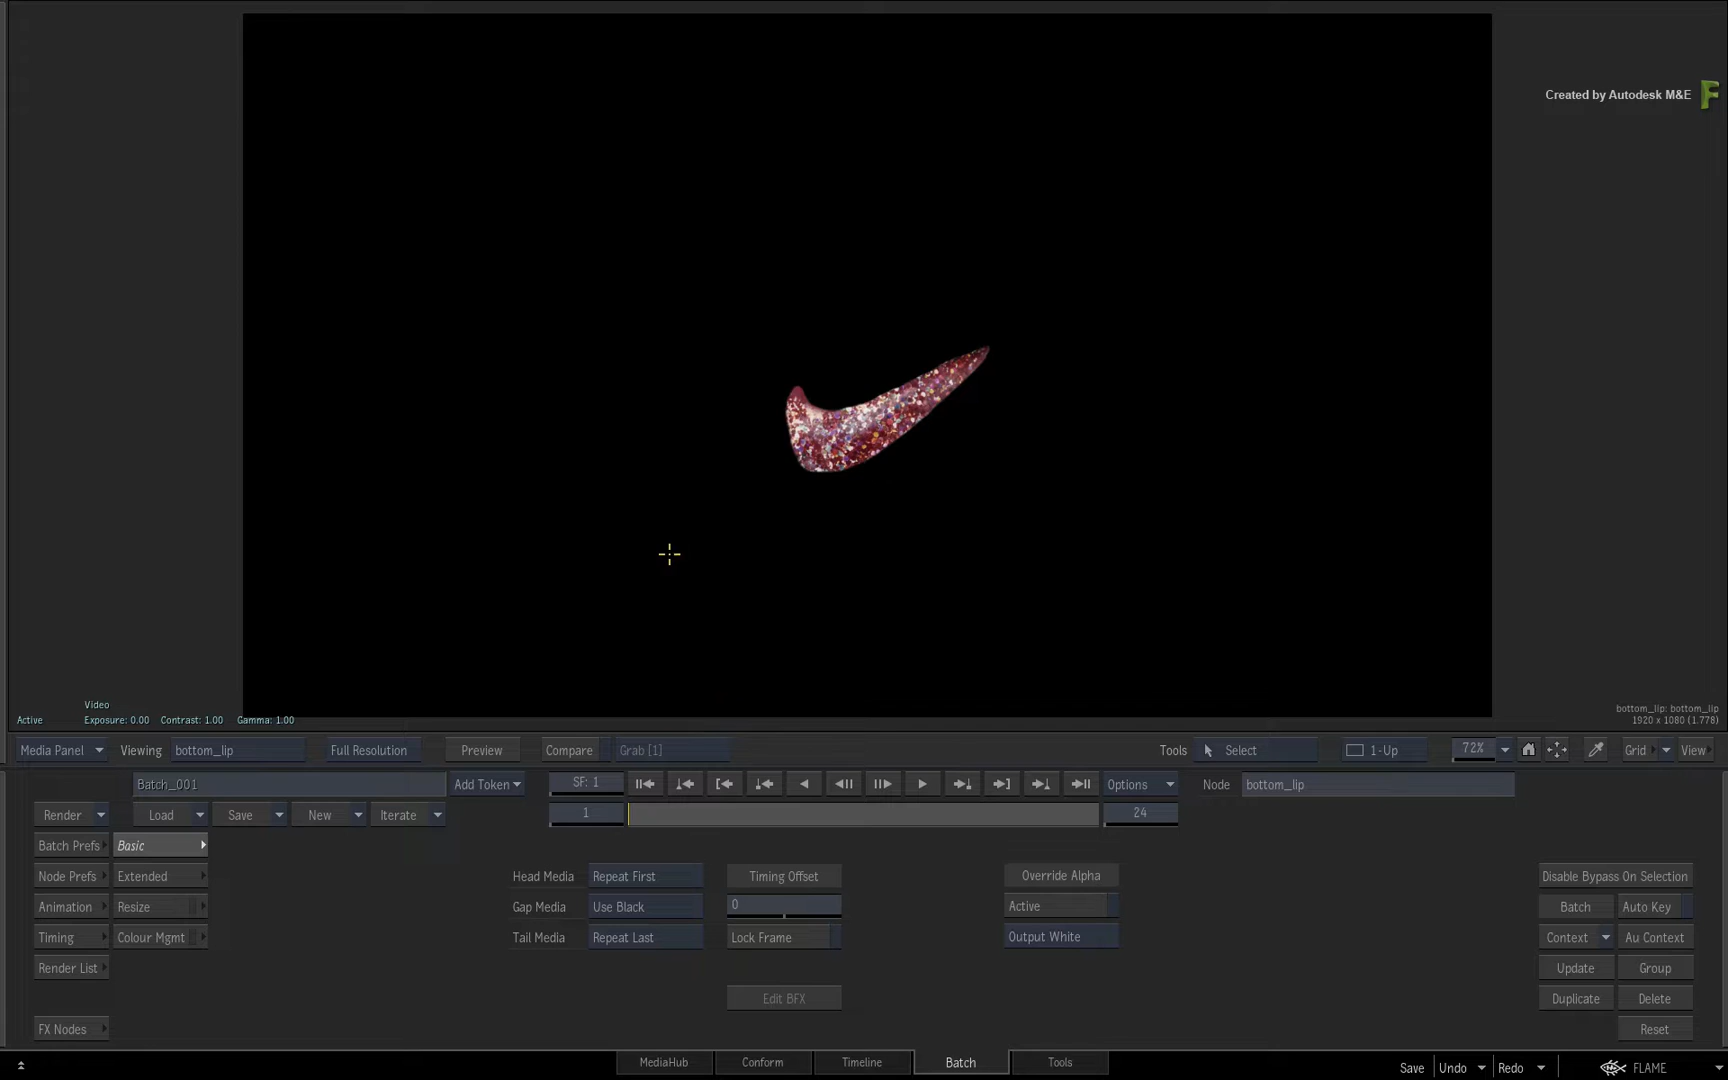 Created by Autodesk M&E
Video
Active Exposure: 0.00 Contrast: 1.00 Gamma: 1.00
bottom_lip: bottom_lip
1920 x 1080 (1.778)
Media Panel Viewing bottom_lip Full Resolution Preview Compare Grab [1] Tools Select 1-Up 72% Grid View
Batch_001 Add Token SF: 1 Options Node bottom_lip
Render Load Save New Iterate 1 24
Batch Prefs Basic
Node Prefs Extended Head Media Repeat First Timing Offset Override Alpha Disable Bypass On Selection
Animation Resize Gap Media Use Black 0 Active Batch Auto Key
Timing Colour Mgmt Tail Media Repeat Last Lock Frame Output White Context Au Context
Render List Update Group
Edit BFX Duplicate Delete
FX Nodes Reset
MediaHub Conform Timeline Batch Tools Save Undo Redo FLAME